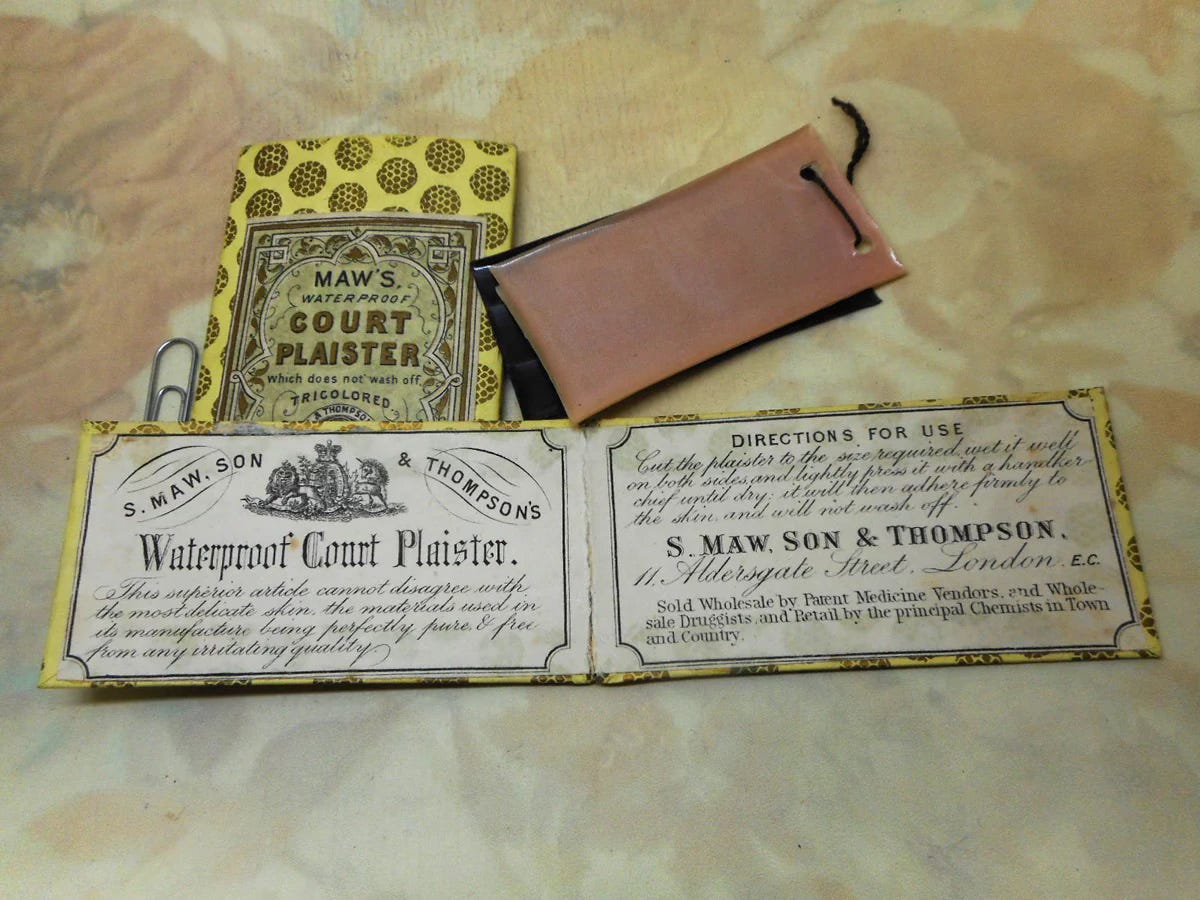 MAW'S.
WATERPROOF
COURT
PLAISTER
which does not wash off.
TRICOLORED
& THOMPSON
S. MAW, SON & THOMPSON'S
Waterproof Court Plaister.
This superior article cannot disagree with
the most delicate skin, the materials used in
its manufacture being perfectly pure, & free
from any irritating quality.
DIRECTIONS FOR USE
Cut the plaister to the size required, wet it well
on both sides, and lightly press it with a handker-
chief until dry; it will then adhere firmly to
the skin, and will not wash off.
S. MAW, SON & THOMPSON,
11, Aldersgate Street, London, E.C.
Sold Wholesale by Patent Medicine Vendors, and Whole-
sale Druggists, and Retail by the principal Chemists in Town
and Country.